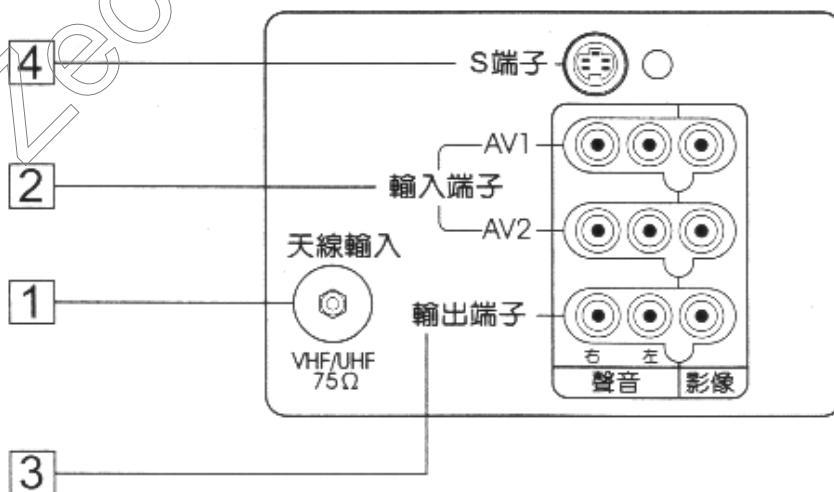 4
S端子
AV1
2
輸入端子
AV2
天線輸入
1
輸出端子
VHF/UHF
75Ω
右 左
聲音 影像
3